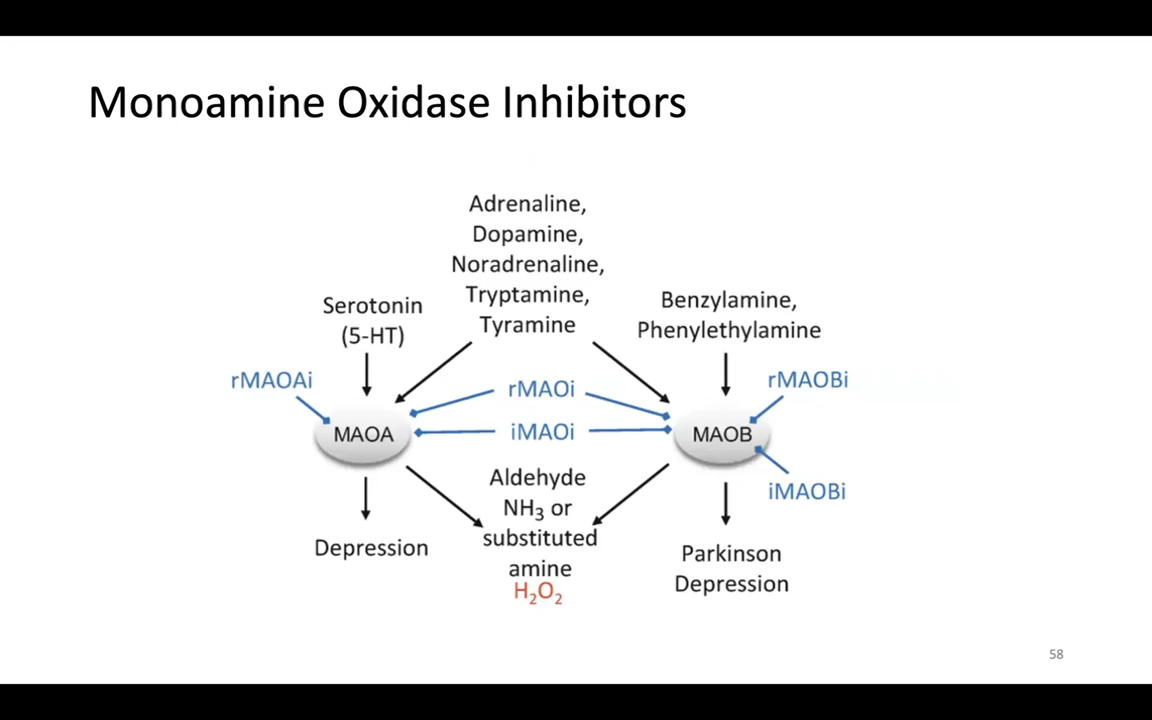 Monoamine Oxidase Inhibitors
Adrenaline,
Dopamine,
Noradrenaline,
Tryptamine,
Tyramine
Serotonin
(5-HT)
Benzylamine,
Phenylethylamine
rMAOAi
rMAOi
rMAOBi
MAOA
iMAOi
MAOB
iMAOBi
Aldehyde
NH₃ or
substituted
amine
H₂O₂
Depression
Parkinson
Depression
58